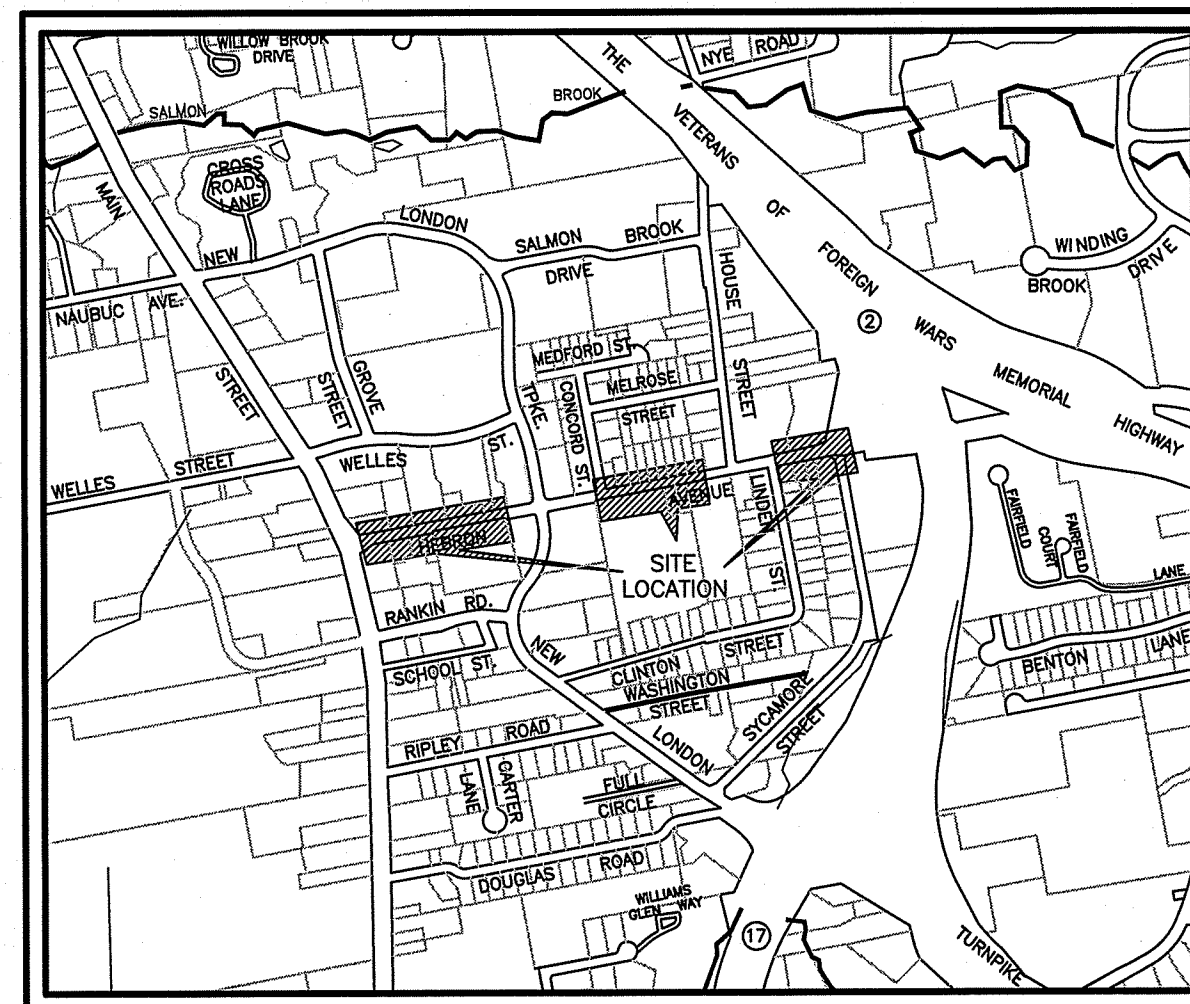 WILLOW BROOK
DRIVE
THE
NYE ROAD
SALMON
BROOK
VETERANS
CROSS
ROADS
LANE
MAIN
OF
LONDON
NEW
SALMON BROOK
DRIVE
WINDING
DRIVE
BROOK
FOREIGN
HOUSE
NAUBUC AVE.
2
WARS
MEDFORD ST.
MEMORIAL
STREET
STREET
GROVE
TPKE.
CONCORD ST.
MELROSE
STREET
STREET
HIGHWAY
WELLES
ST.
WELLES STREET
AVENUE
LINDEN
ST.
HEBRON
SITE
LOCATION
FAIRFIELD
COURT
FAIRFIELD
LANE
RANKIN RD.
NEW
CLINTON STREET
BENTON LANE
SCHOOL ST.
WASHINGTON
STREET
SYCAMORE
STREET
RIPLEY ROAD
LONDON
LANE
CARTER
FULL
CIRCLE
DOUGLAS ROAD
WILLIAMS
GLEN WAY
17
TURNPIKE